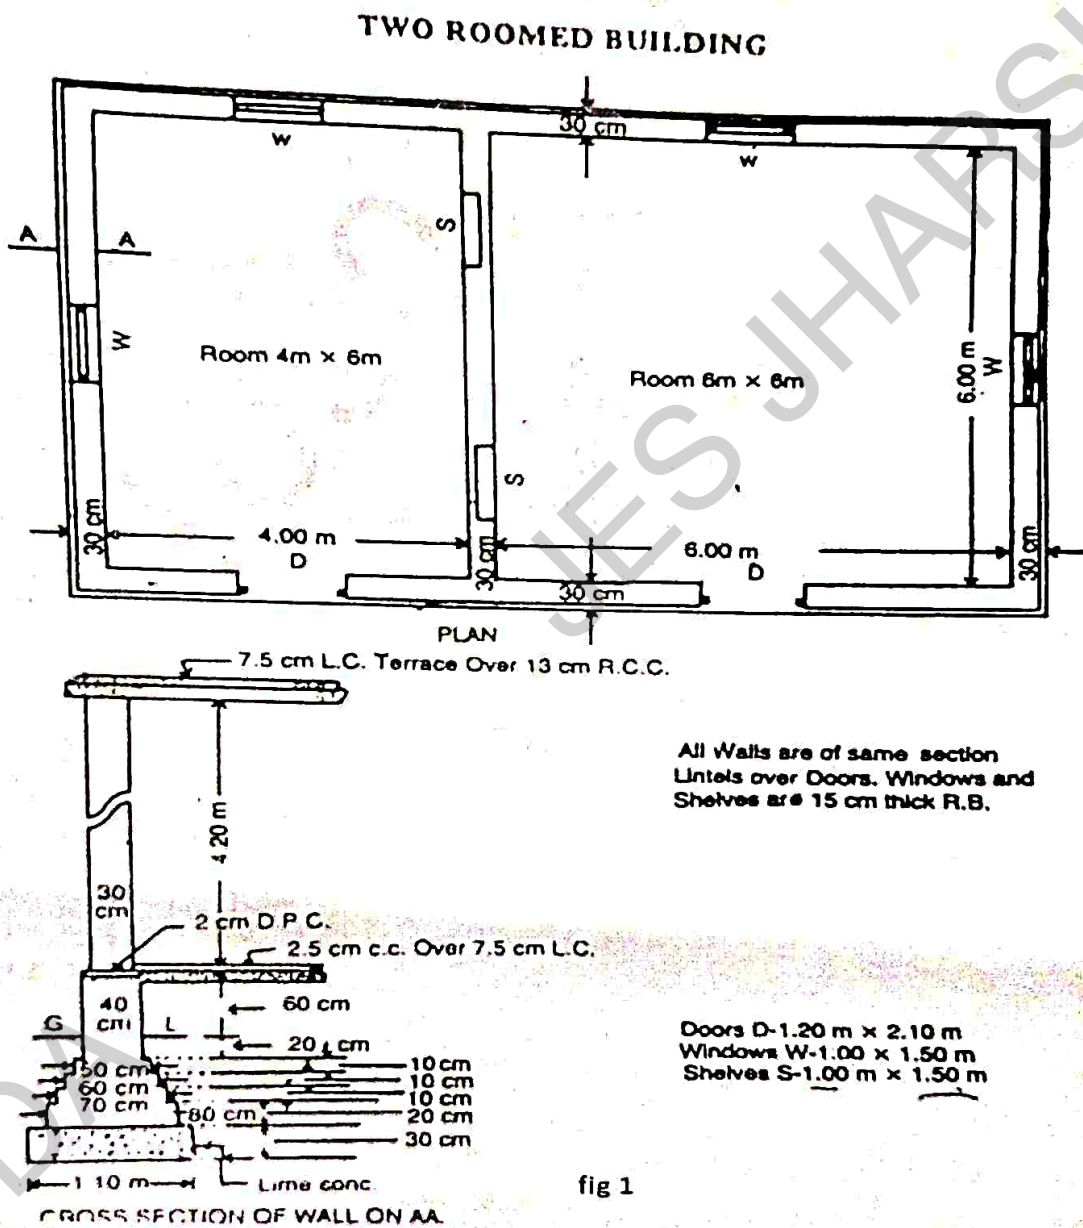 TWO ROOMED BUILDING
30 cm
W
W
A
A
S
W
Room 4m × 6m
Room 6m × 6m
6.00 m
W
S
30 cm
4.00 m
D
30 cm
6.00 m
D
30 cm
30 cm
PLAN
7.5 cm L.C. Terrace Over 13 cm R.C.C.
All Walls are of same section
Lintels over Doors. Windows and
Shelves are 15 cm thick R.B.
4.20 m
30
cm
2 cm D.P.C.
2.5 cm c.c. Over 7.5 cm L.C.
40
cm
60 cm
G
L
20 cm
Doors D-1.20 m × 2.10 m
Windows W-1.00 × 1.50 m
Shelves S-1.00 m × 1.50 m
50 cm
10 cm
60 cm
10 cm
70 cm
10 cm
80 cm
20 cm
30 cm
1.10 m
Lime conc.
fig 1
CROSS SECTION OF WALL ON AA.
JES JHARS